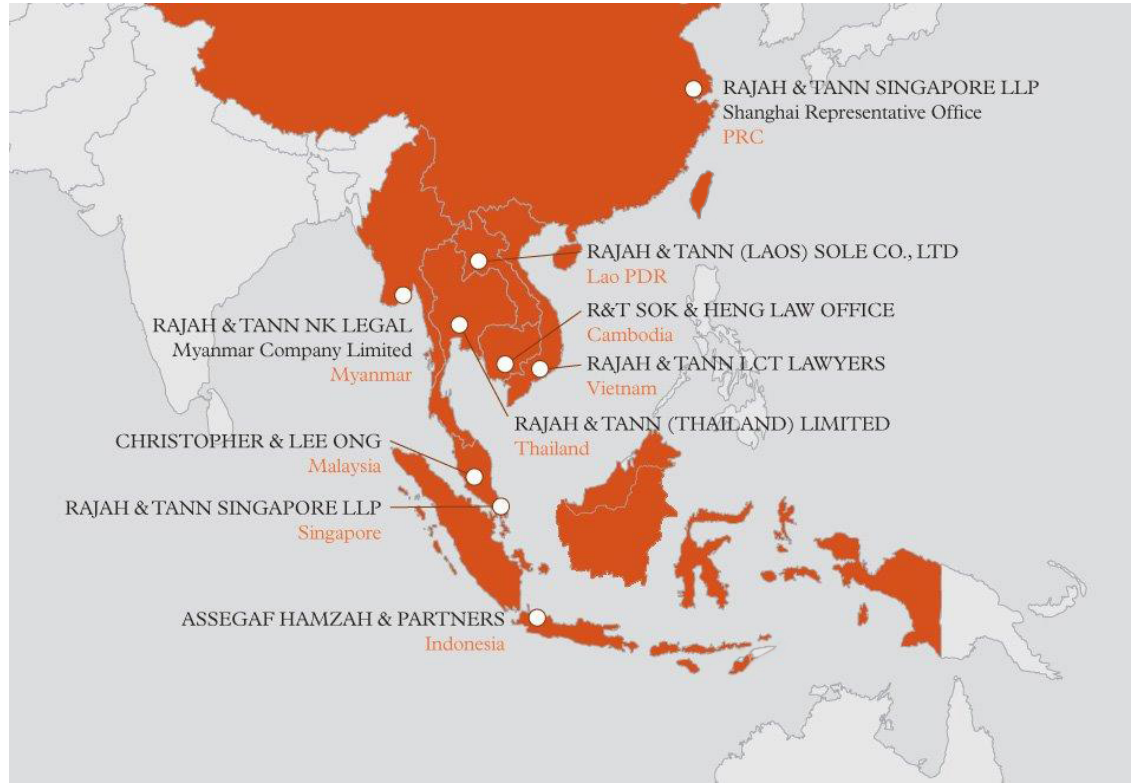 RAJAH & TANN SINGAPORE LLP
Shanghai Representative Office
PRC
RAJAH & TANN (LAOS) SOLE CO., LTD
Lao PDR
R&T SOK & HENG LAW OFFICE
Cambodia
RAJAH & TANN NK LEGAL
Myanmar Company Limited
Myanmar
RAJAH & TANN LCT LAWYERS
Vietnam
RAJAH & TANN (THAILAND) LIMITED
Thailand
CHRISTOPHER & LEE ONG
Malaysia
RAJAH & TANN SINGAPORE LLP
Singapore
ASSEGAF HAMZAH & PARTNERS
Indonesia